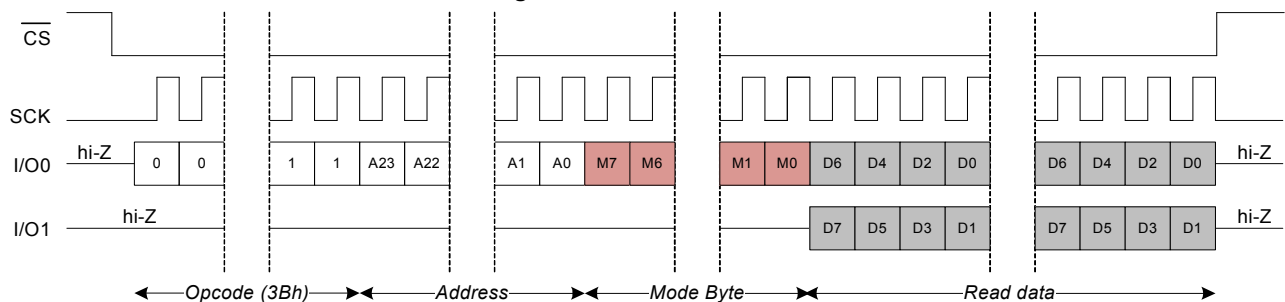 CS
SCK
I/O0 hi-Z 0 0 1 1 A23 A22 A1 A0 M7 M6 M1 M0 D6 D4 D2 D0 D6 D4 D2 D0 hi-Z
hi-Z
I/O1 D7 D5 D3 D1 D7 D5 D3 D1 hi-Z
Opcode (3Bh) Address Mode Byte Read data